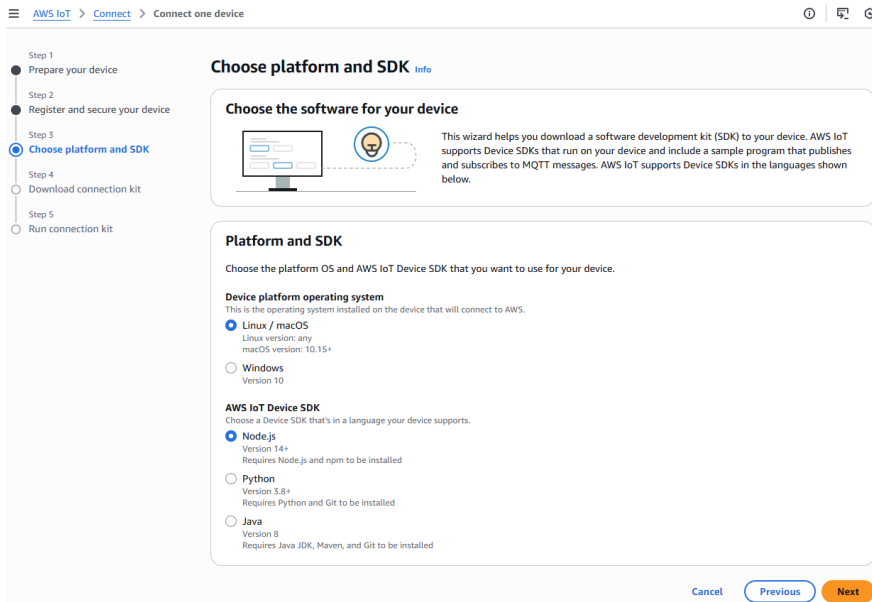 AWS IoT > Connect > Connect one device
Step 1
Prepare your device
Step 2
Register and secure your device
Step 3
Choose platform and SDK
Step 4
Download connection kit
Step 5
Run connection kit
Choose platform and SDK Info
Choose the software for your device
This wizard helps you download a software development kit (SDK) to your device. AWS IoT
supports Device SDKs that run on your device and include a sample program that publishes
and subscribes to MQTT messages. AWS IoT supports Device SDKs in the languages shown
below.
Platform and SDK
Choose the platform OS and AWS IoT Device SDK that you want to use for your device.
Device platform operating system
This is the operating system installed on the device that will connect to AWS.
Linux / macOS
Linux version: any
macOS version: 10.15+
Windows
Version 10
AWS IoT Device SDK
Choose a Device SDK that's in a language your device supports.
Node.js
Version 14+
Requires Node.js and npm to be installed
Python
Version 3.8+
Requires Python and Git to be installed
Java
Version 8
Requires Java JDK, Maven, and Git to be installed
Cancel
Previous
Next